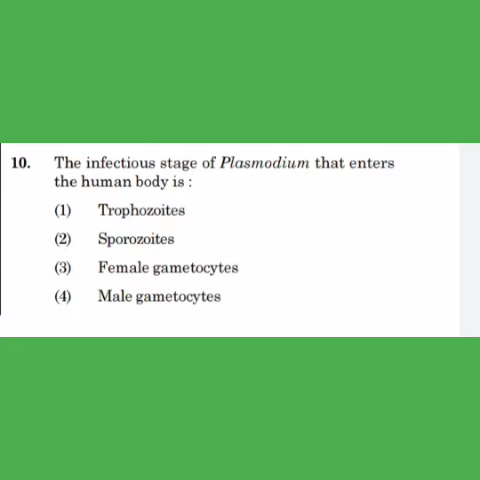 10. The infectious stage of Plasmodium that enters
the human body is :
(1) Trophozoites
(2) Sporozoites
(3) Female gametocytes
(4) Male gametocytes